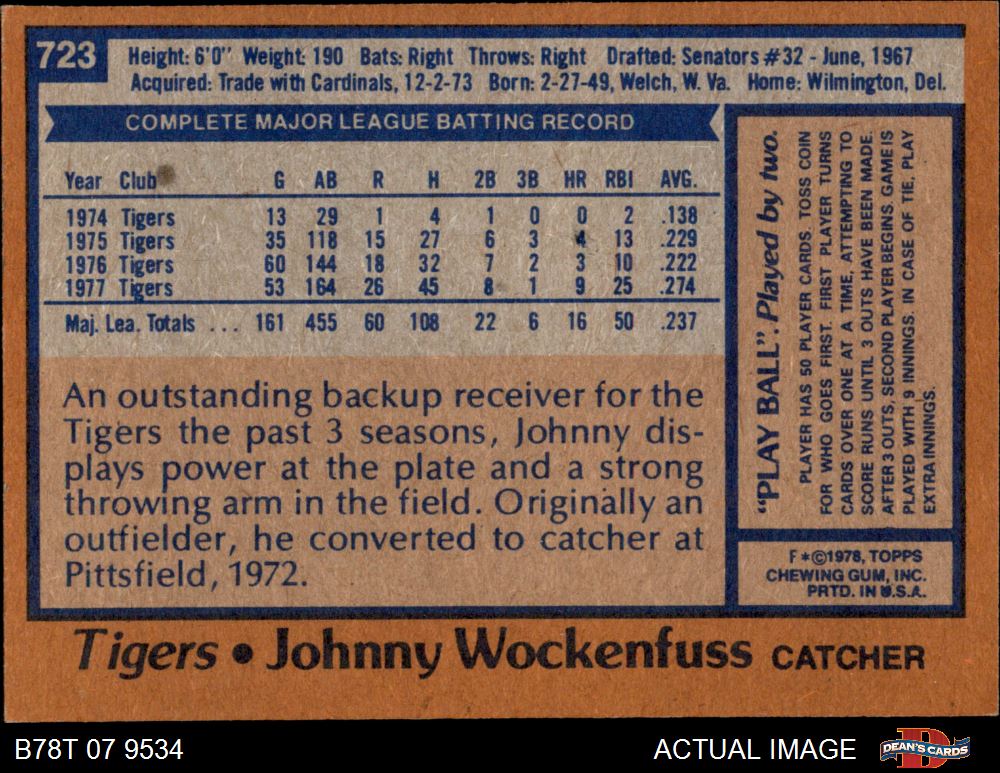 723
Height: 6'0" Weight: 190 Bats: Right Throws: Right Drafted: Senators #32 - June, 1967
Acquired: Trade with Cardinals, 12-2-73 Born: 2-27-49, Welch, W. Va. Home: Wilmington, Del.
COMPLETE MAJOR LEAGUE BATTING RECORD
Year Club G AB R H 2B 3B HR RBI AVG.
1974 Tigers 13 29 1 4 1 0 0 2 .138
1975 Tigers 35 118 15 27 6 3 4 13 .229
1976 Tigers 60 144 18 32 7 2 3 10 .222
1977 Tigers 53 164 26 45 8 1 9 25 .274
Maj. Lea. Totals ... 161 455 60 108 22 6 16 50 .237
An outstanding backup receiver for the
Tigers the past 3 seasons, Johnny dis-
plays power at the plate and a strong
throwing arm in the field. Originally an
outfielder, he converted to catcher at
Pittsfield, 1972.
"PLAY BALL". Played by two.
PLAYER HAS 50 PLAYER CARDS. TOSS COIN
FOR WHO GOES FIRST. FIRST PLAYER TURNS
CARDS OVER ONE AT A TIME, ATTEMPTING TO
SCORE RUNS UNTIL 3 OUTS HAVE BEEN MADE.
AFTER 3 OUTS, SECOND PLAYER BEGINS. GAME IS
PLAYED WITH 9 INNINGS. IN CASE OF TIE, PLAY
EXTRA INNINGS.
F*©1978, TOPPS
CHEWING GUM, INC.
PRTD. IN U.S.A.
Tigers • Johnny Wockenfuss CATCHER
B78T 07 9534
ACTUAL IMAGE
DEAN'S CARDS